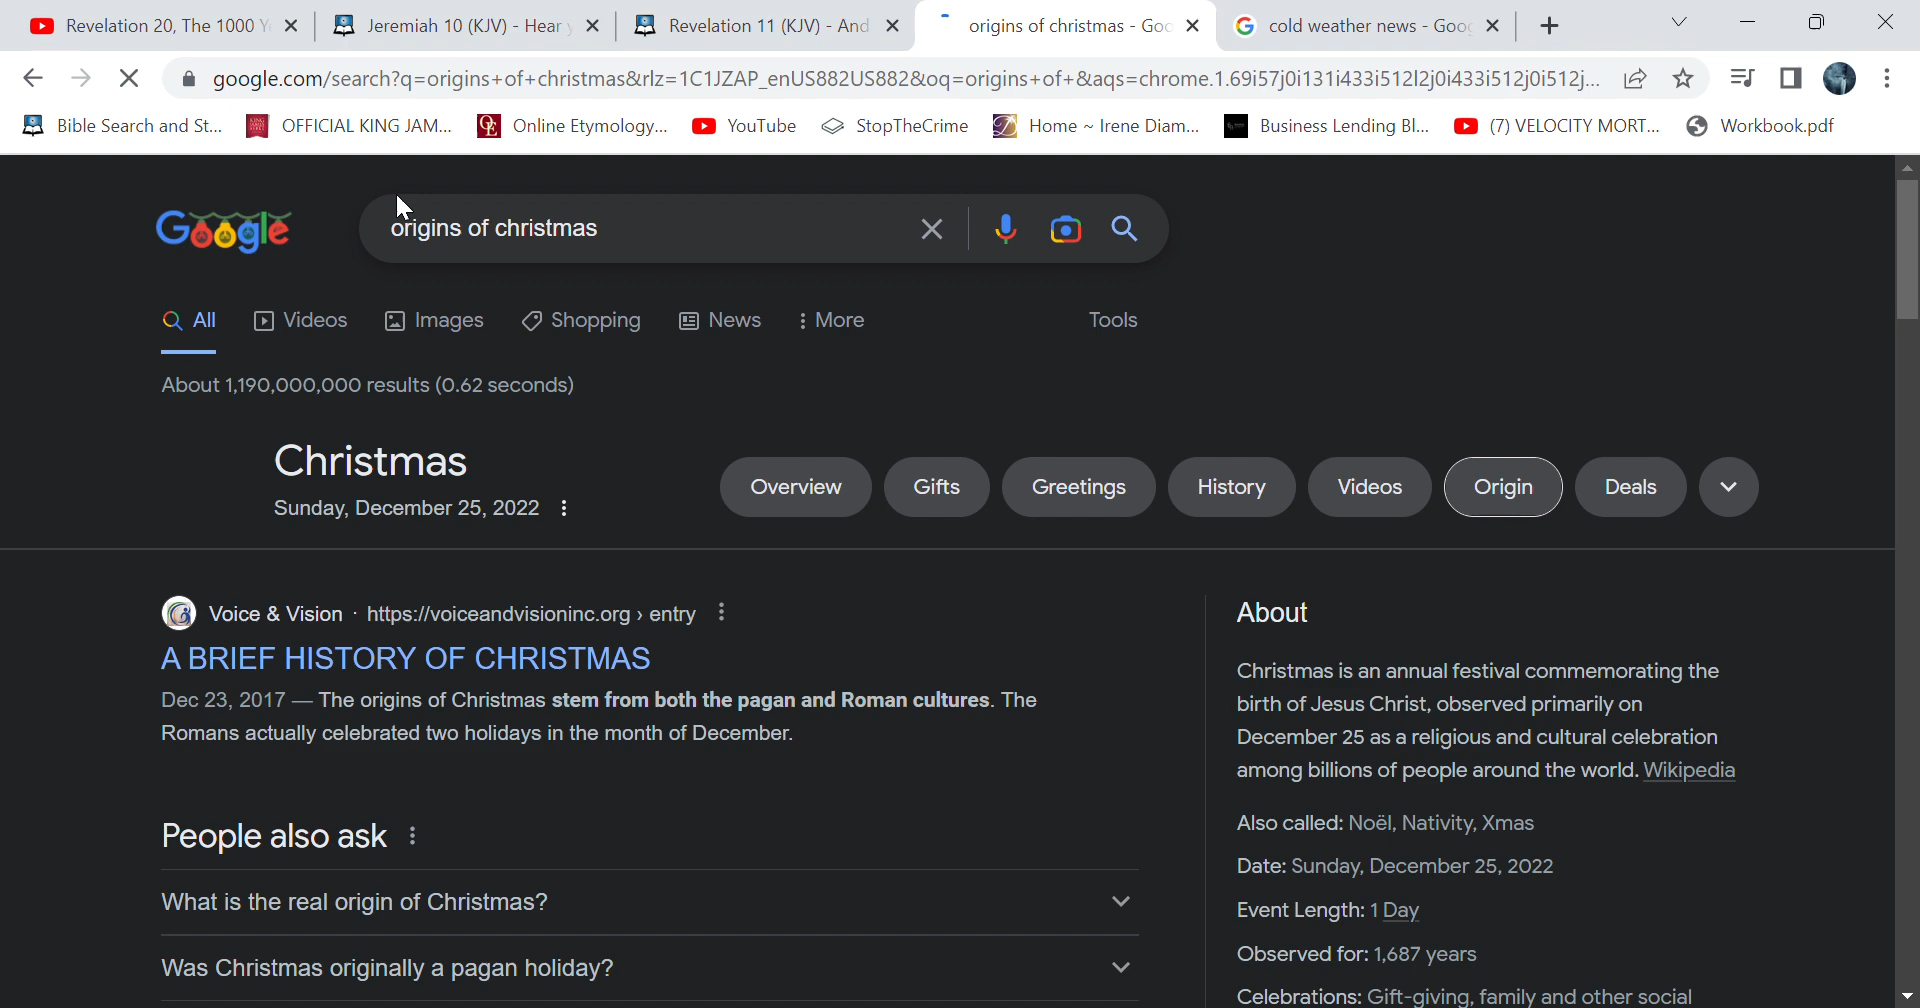 Revelation 20, The 1000 Y
Jeremiah 10 (KJV) - Hear y
Revelation 11 (KJV) - And
origins of christmas - Goo
cold weather news - Goog
google.com/search?q=origins+of+christmas&rlz=1C1JZAP_enUS882US882&oq=origins+of+&aqs=chrome.1.69i57j0i131i433i512l2j0i433i512j0i512j...
Bible Search and St...
OFFICIAL KING JAM...
Online Etymology...
YouTube
StopTheCrime
Home ~ Irene Diam...
Business Lending Bl...
(7) VELOCITY MORT...
Workbook.pdf
Google
origins of christmas
All
Videos
Images
Shopping
News
More
Tools
About 1,190,000,000 results (0.62 seconds)
Christmas
Sunday, December 25, 2022
Overview
Gifts
Greetings
History
Videos
Origin
Deals
Voice & Vision · https://voiceandvisioninc.org › entry
A BRIEF HISTORY OF CHRISTMAS
Dec 23, 2017 — The origins of Christmas stem from both the pagan and Roman cultures. The
Romans actually celebrated two holidays in the month of December.
People also ask
What is the real origin of Christmas?
Was Christmas originally a pagan holiday?
About
Christmas is an annual festival commemorating the
birth of Jesus Christ, observed primarily on
December 25 as a religious and cultural celebration
among billions of people around the world. Wikipedia
Also called: Noël, Nativity, Xmas
Date: Sunday, December 25, 2022
Event Length: 1 Day
Observed for: 1,687 years
Celebrations: Gift-giving, family and other social